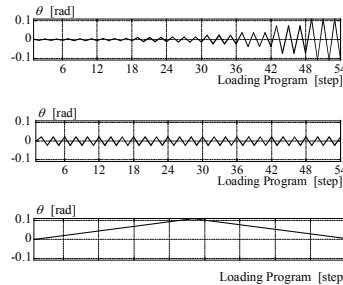 θ [rad]
0.1
0
-0.1
6 12 18 24 30 36 42 48 54
Loading Program [step]
θ [rad]
0.1
0
-0.1
6 12 18 24 30 36 42 48 54
Loading Program [step]
θ [rad]
0.1
0
-0.1
Loading Program [step]